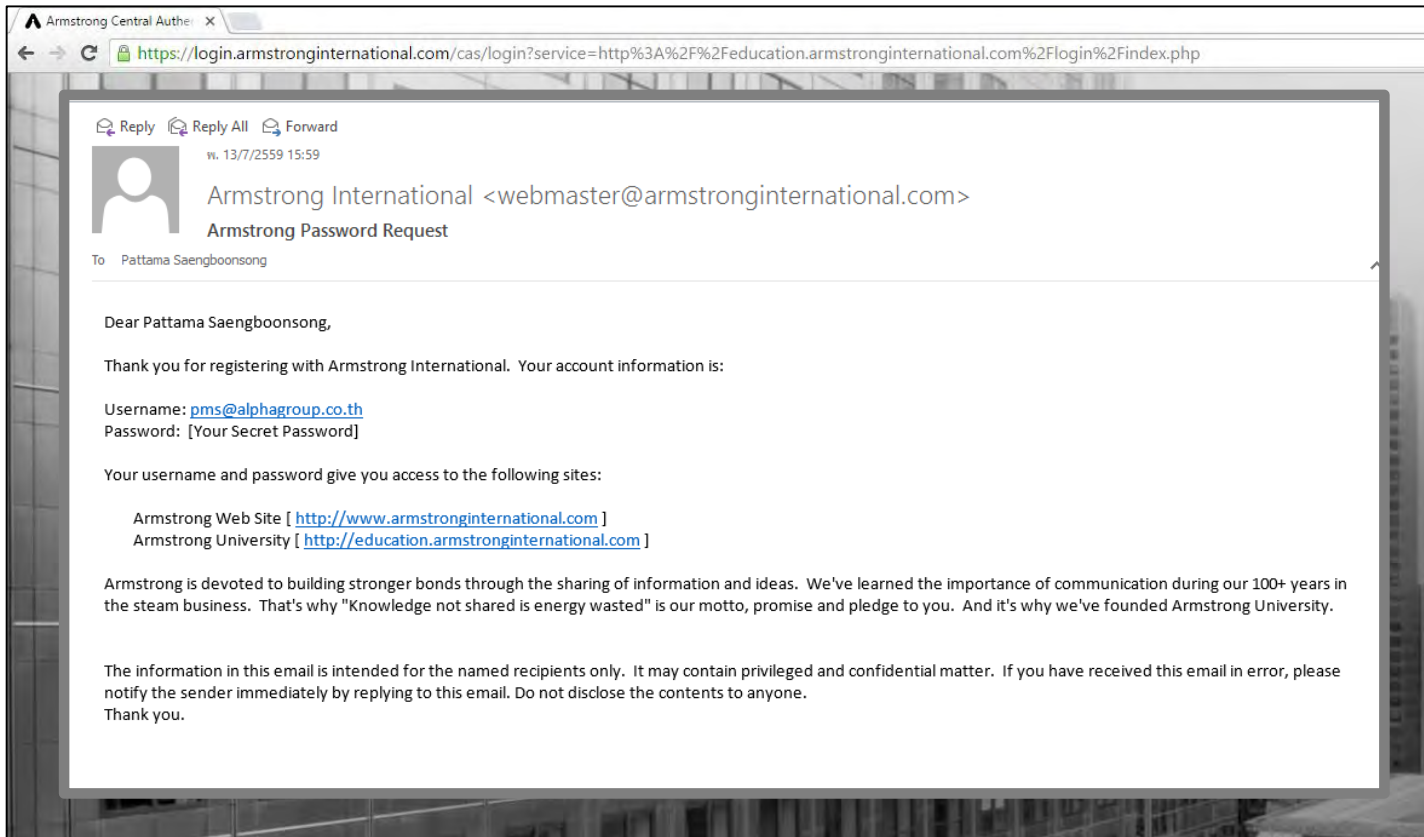 Armstrong Central Authe
https://login.armstronginternational.com/cas/login?service=http%3A%2F%2Feducation.armstronginternational.com%2Flogin%2Findex.php
Reply Reply All Forward
พ. 13/7/2559 15:59
Armstrong International <webmaster@armstronginternational.com>
Armstrong Password Request
To Pattama Saengboonsong
Dear Pattama Saengboonsong,
Thank you for registering with Armstrong International. Your account information is:
Username: pms@alphagroup.co.th
Password: [Your Secret Password]
Your username and password give you access to the following sites:
Armstrong Web Site [ http://www.armstronginternational.com ]
Armstrong University [ http://education.armstronginternational.com ]
Armstrong is devoted to building stronger bonds through the sharing of information and ideas. We've learned the importance of communication during our 100+ years in
the steam business. That's why "Knowledge not shared is energy wasted" is our motto, promise and pledge to you. And it's why we've founded Armstrong University.
The information in this email is intended for the named recipients only. It may contain privileged and confidential matter. If you have received this email in error, please
notify the sender immediately by replying to this email. Do not disclose the contents to anyone.
Thank you.